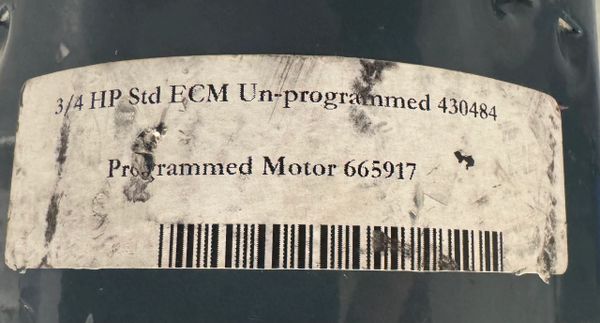 3/4 HP Std ECM Un-programmed 430484
Programmed Motor 665917